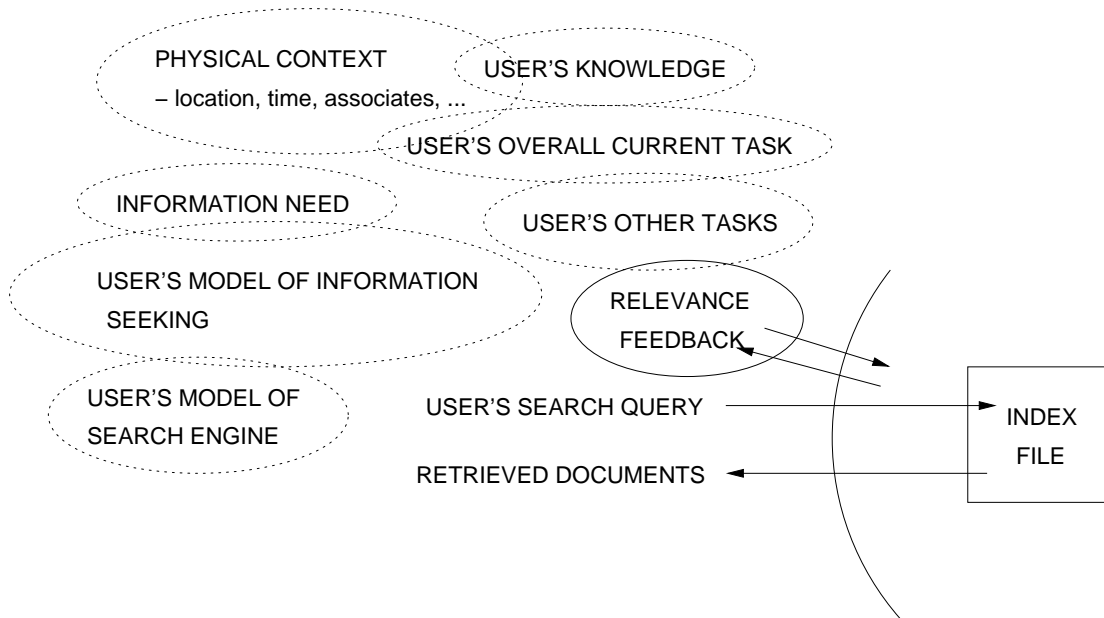 PHYSICAL CONTEXT
– location, time, associates, ...
USER’S KNOWLEDGE
USER’S OVERALL CURRENT TASK
INFORMATION NEED
USER’S OTHER TASKS
USER’S MODEL OF INFORMATION
SEEKING
RELEVANCE
FEEDBACK
USER’S MODEL OF
SEARCH ENGINE
USER’S SEARCH QUERY
RETRIEVED DOCUMENTS
INDEX
FILE